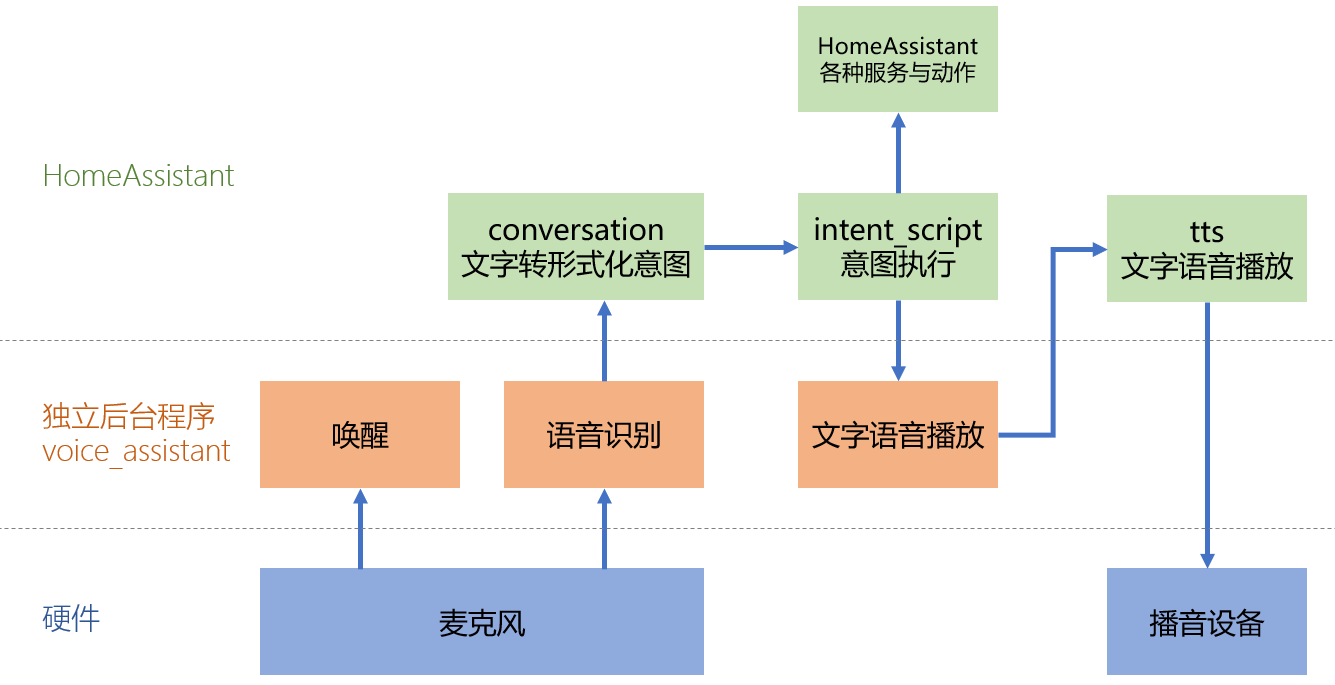 HomeAssistant
各种服务与动作
HomeAssistant
conversation
文字转形式化意图
intent_script
意图执行
tts
文字语音播放
独立后台程序
voice_assistant
唤醒
语音识别
文字语音播放
硬件
麦克风
播音设备